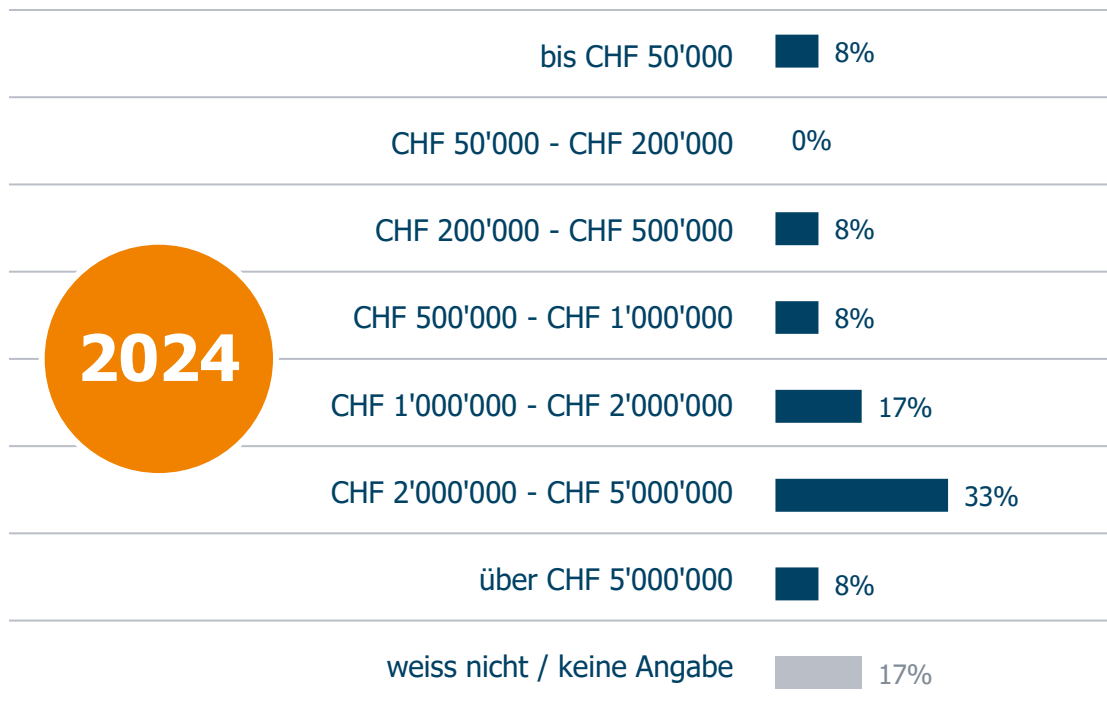 bis CHF 50'000 8%
CHF 50'000 - CHF 200'000 0%
CHF 200'000 - CHF 500'000 8%
CHF 500'000 - CHF 1'000'000 8%
2024
CHF 1'000'000 - CHF 2'000'000 17%
CHF 2'000'000 - CHF 5'000'000 33%
über CHF 5'000'000 8%
weiss nicht / keine Angabe 17%